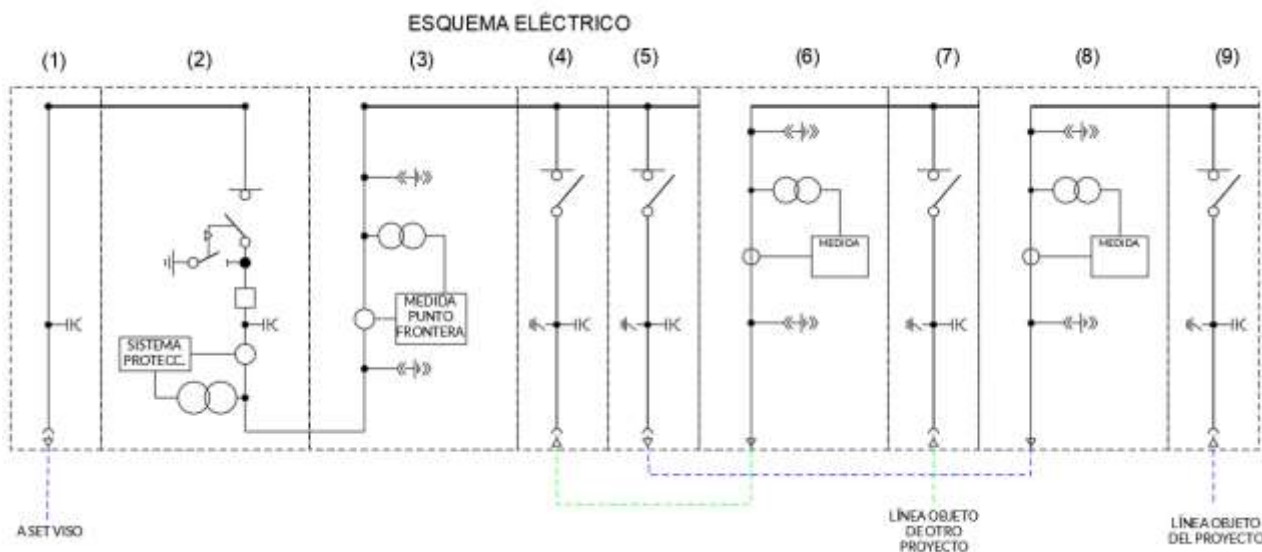 ESQUEMA ELÉCTRICO
(1)
(2)
(3)
(4)
(5)
(6)
(7)
(8)
(9)
SISTEMA
PROTECC.
MEDIDA
PUNTO
FRONTERA
MEDIDA
MEDIDA
A SET VISO
LÍNEA OBJETO
DE OTRO
PROYECTO
LÍNEA OBJETO
DEL PROYECTO